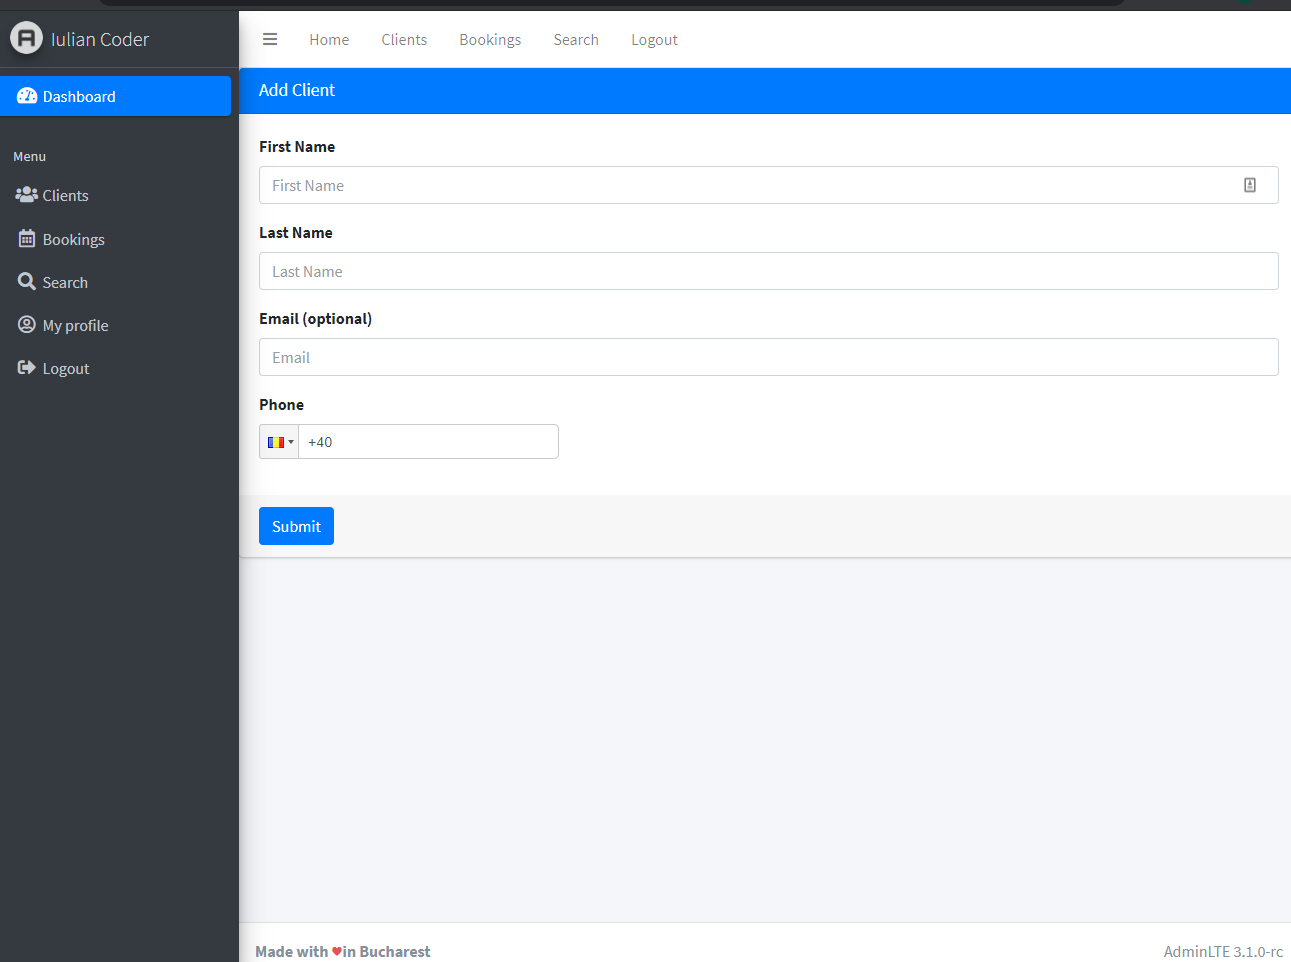 Iulian Coder
Home Clients Bookings Search Logout
Dashboard
Menu
Clients
Bookings
Search
My profile
Logout
Add Client
First Name
First Name
Last Name
Last Name
Email (optional)
Email
Phone
+40
Submit
Made with ❤in Bucharest
AdminLTE 3.1.0-rc